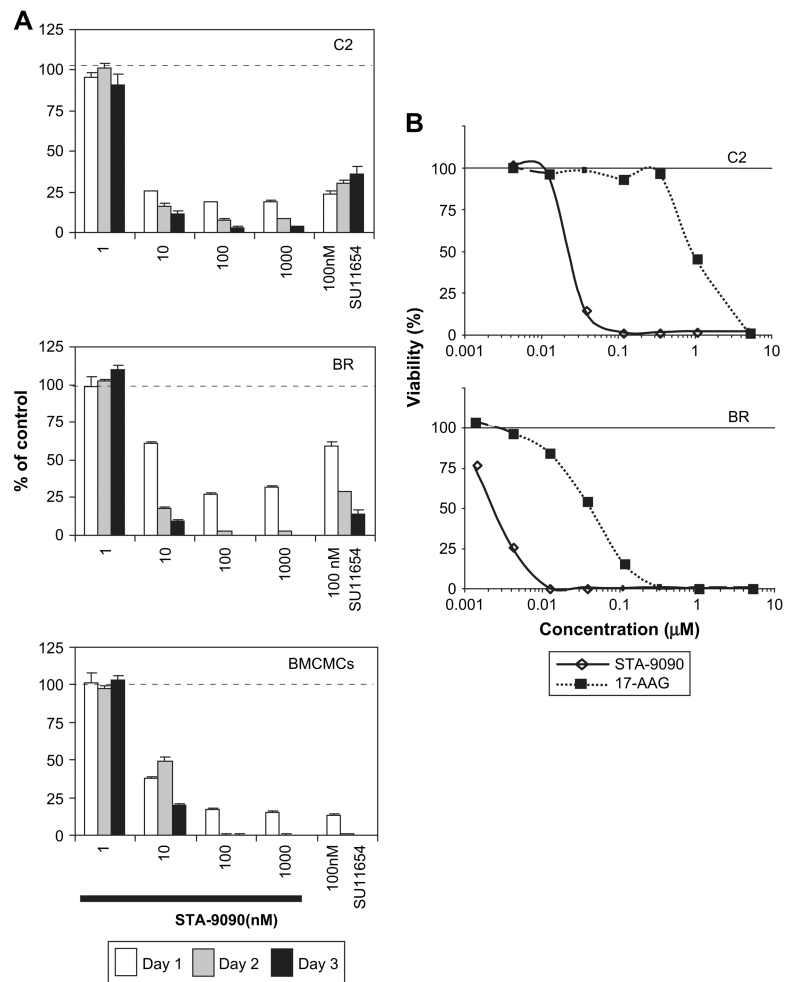 A
C2
125
100
75
50
25
0
1
10
100
1000
100nM
SU11654
BR
125
100
75
50
25
0
1
10
100
1000
100 nM
SU11654
% of control
BMCMCs
125
100
75
50
25
0
1
10
100
1000
100nM
SU11654
STA-9090(nM)
Day 1 Day 2 Day 3
B
C2
100
75
50
25
0
0.001 0.01 0.1 1 10
Viability (%)
BR
100
75
50
25
0
0.001 0.01 0.1 1 10
Concentration (μM)
STA-9090
17-AAG